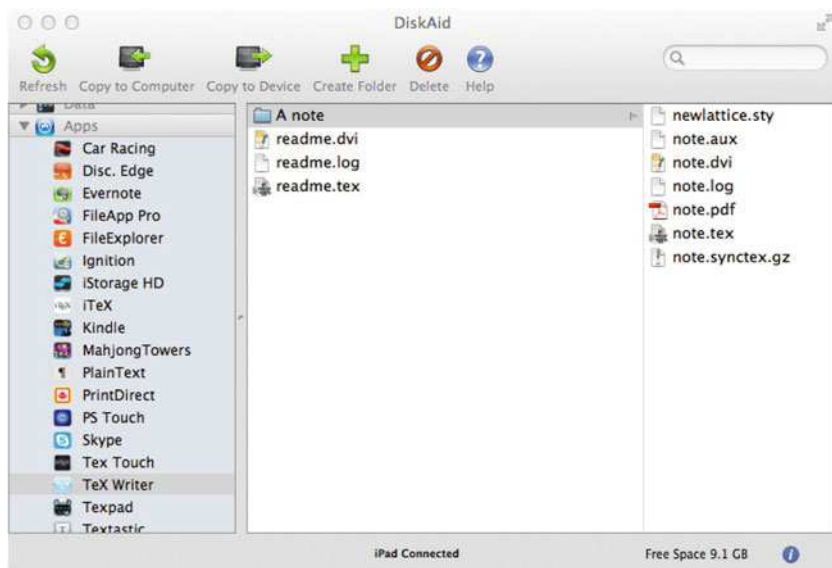 DiskAid
Refresh Copy to Computer Copy to Device Create Folder Delete Help
Data
Apps
Car Racing
Disc. Edge
Evernote
FileApp Pro
FileExplorer
Ignition
iStorage HD
iTeX
Kindle
MahjongTowers
PlainText
PrintDirect
PS Touch
Skype
Tex Touch
TeX Writer
Texpad
Textastic
A note
readme.dvi
readme.log
readme.tex
newlattice.sty
note.aux
note.dvi
note.log
note.pdf
note.tex
note.synctex.gz
iPad Connected
Free Space 9.1 GB